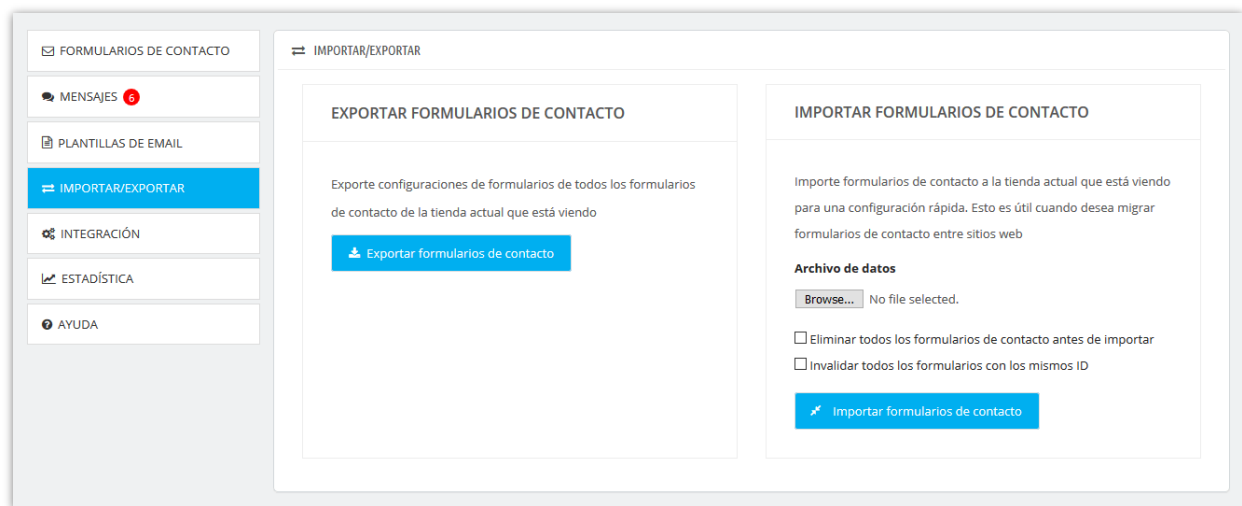 FORMULARIOS DE CONTACTO
MENSAJES 6
PLANTILLAS DE EMAIL
IMPORTAR/EXPORTAR
INTEGRACIÓN
ESTADÍSTICA
AYUDA
IMPORTAR/EXPORTAR
EXPORTAR FORMULARIOS DE CONTACTO
Exporte configuraciones de formularios de todos los formularios
de contacto de la tienda actual que está viendo
Exportar formularios de contacto
IMPORTAR FORMULARIOS DE CONTACTO
Importe formularios de contacto a la tienda actual que está viendo
para una configuración rápida. Esto es útil cuando desea migrar
formularios de contacto entre sitios web
Archivo de datos
Browse... No file selected.
Eliminar todos los formularios de contacto antes de importar
Invalidar todos los formularios con los mismos ID
Importar formularios de contacto